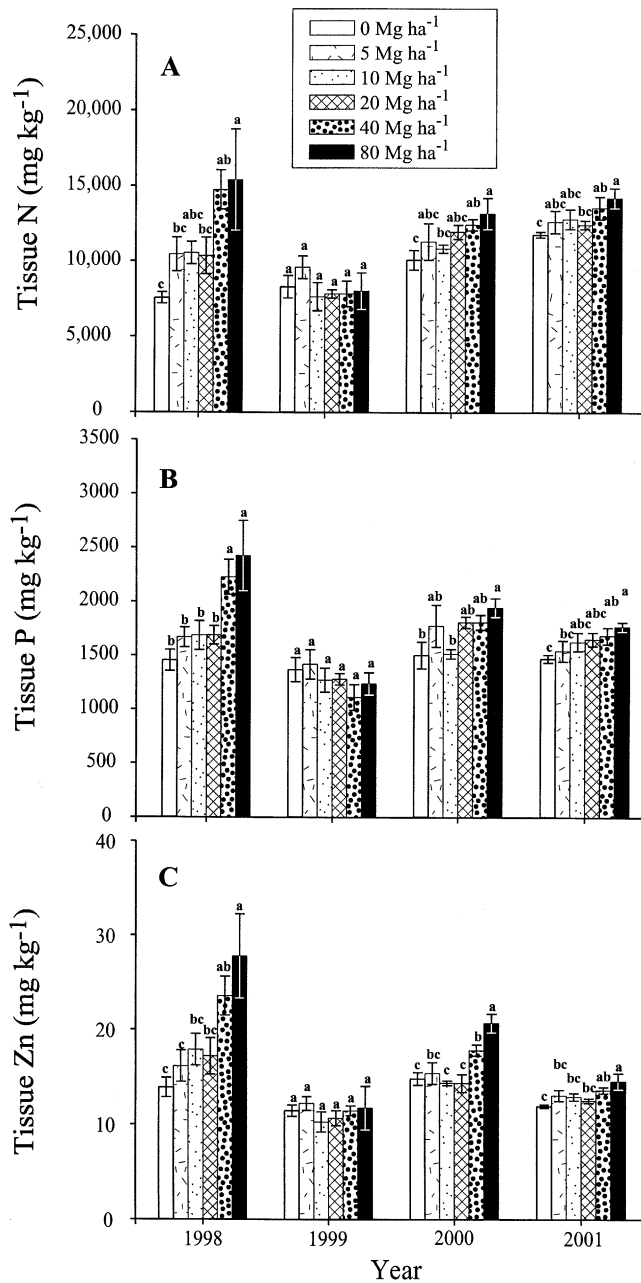 25,000
20,000
15,000
10,000
5,000
0
Tissue N (mg kg-1)
A
0 Mg ha-1
5 Mg ha-1
10 Mg ha-1
20 Mg ha-1
40 Mg ha-1
80 Mg ha-1
c bc abc bc ab a
a a a a a a
c abc bc abc ab a
c abc abc bc ab a
3500
3000
2500
2000
1500
1000
500
0
Tissue P (mg kg-1)
B
b b b b a a
a a a a a a
b ab b ab ab a
c bc abc abc ab a
40
30
20
10
0
Tissue Zn (mg kg-1)
C
c c bc bc ab a
a a a a a a
c bc c c b a
c bc bc bc ab a
1998 1999 2000 2001
Year